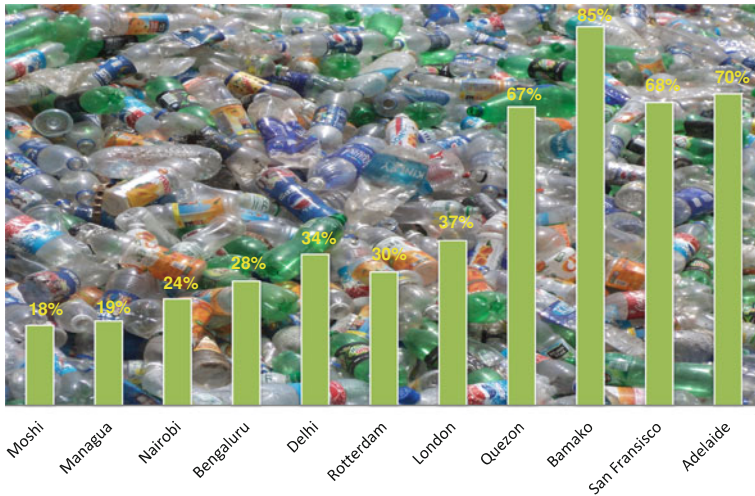 85%
67%
68%
70%
37%
34%
30%
28%
24%
18%
19%
Moshi
Managua
Nairobi
Bengaluru
Delhi
Rotterdam
London
Quezon
Bamako
San Fransisco
Adelaide